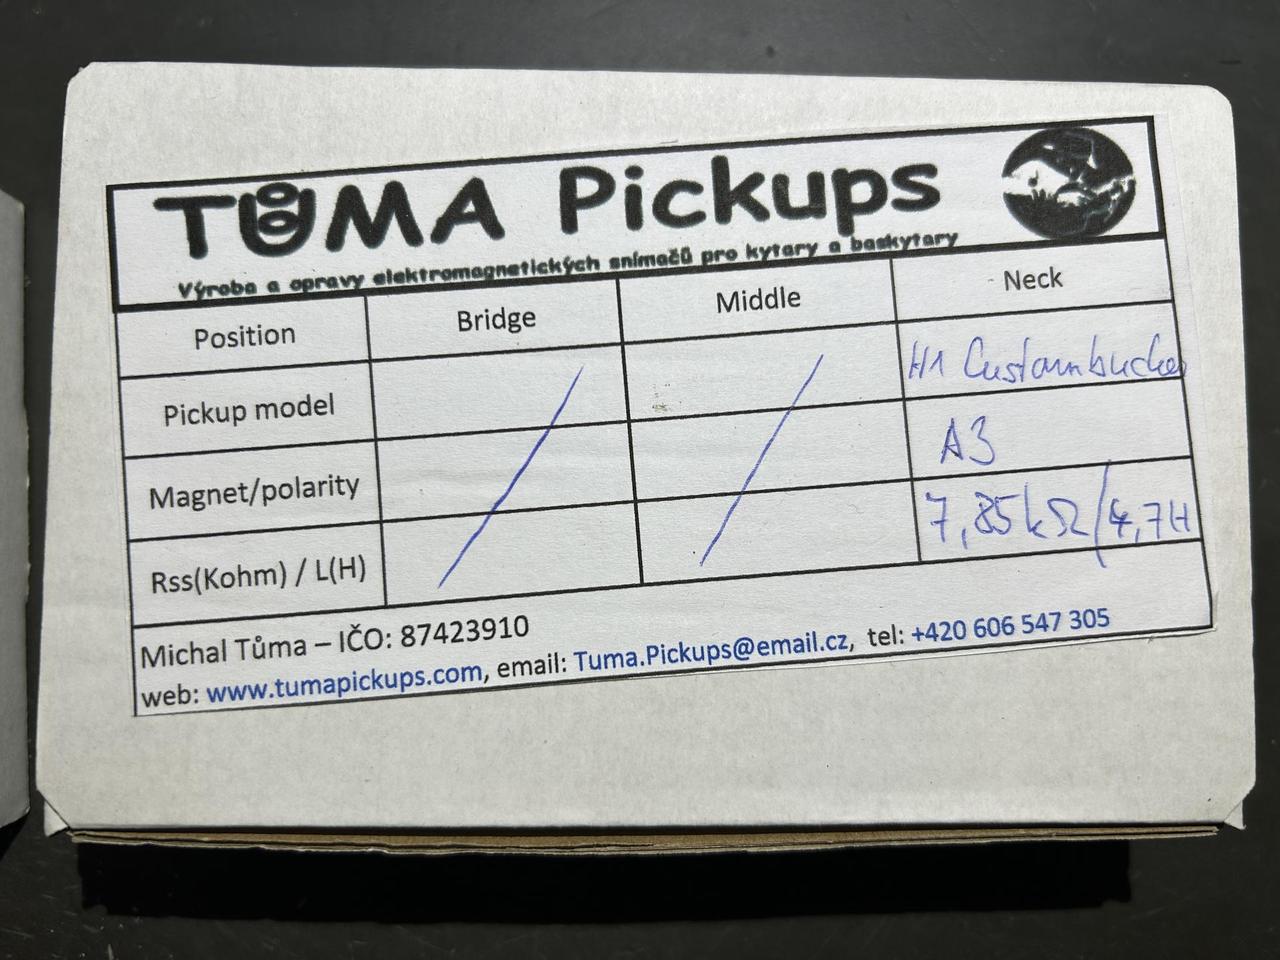 TŮMA Pickups
Výroba a opravy elektromagnetických snímačů pro kytary a baskytary
Position Bridge Middle Neck
Pickup model H1 Custombucker
Magnet/polarity A3
Rss(Kohm) / L(H) 7,85kΩ/4,7H
Michal Tůma – IČO: 87423910
web: www.tumapickups.com, email: Tuma.Pickups@email.cz, tel: +420 606 547 305